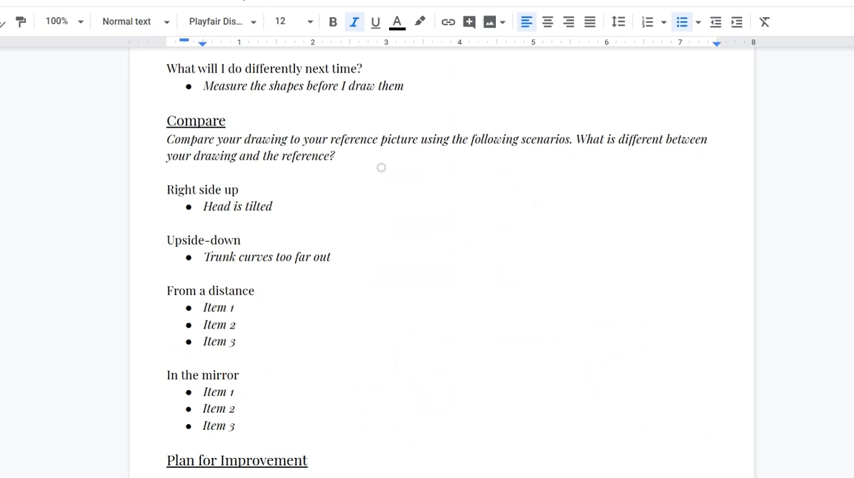 100%
Normal text
Playfair Dis...
12
B
I
U
A
1
2
3
4
5
6
7
8
What will I do differently next time?
● Measure the shapes before I draw them
Compare
Compare your drawing to your reference picture using the following scenarios. What is different between
your drawing and the reference?
Right side up
● Head is tilted
Upside-down
● Trunk curves too far out
From a distance
● Item 1
● Item 2
● Item 3
In the mirror
● Item 1
● Item 2
● Item 3
Plan for Improvement